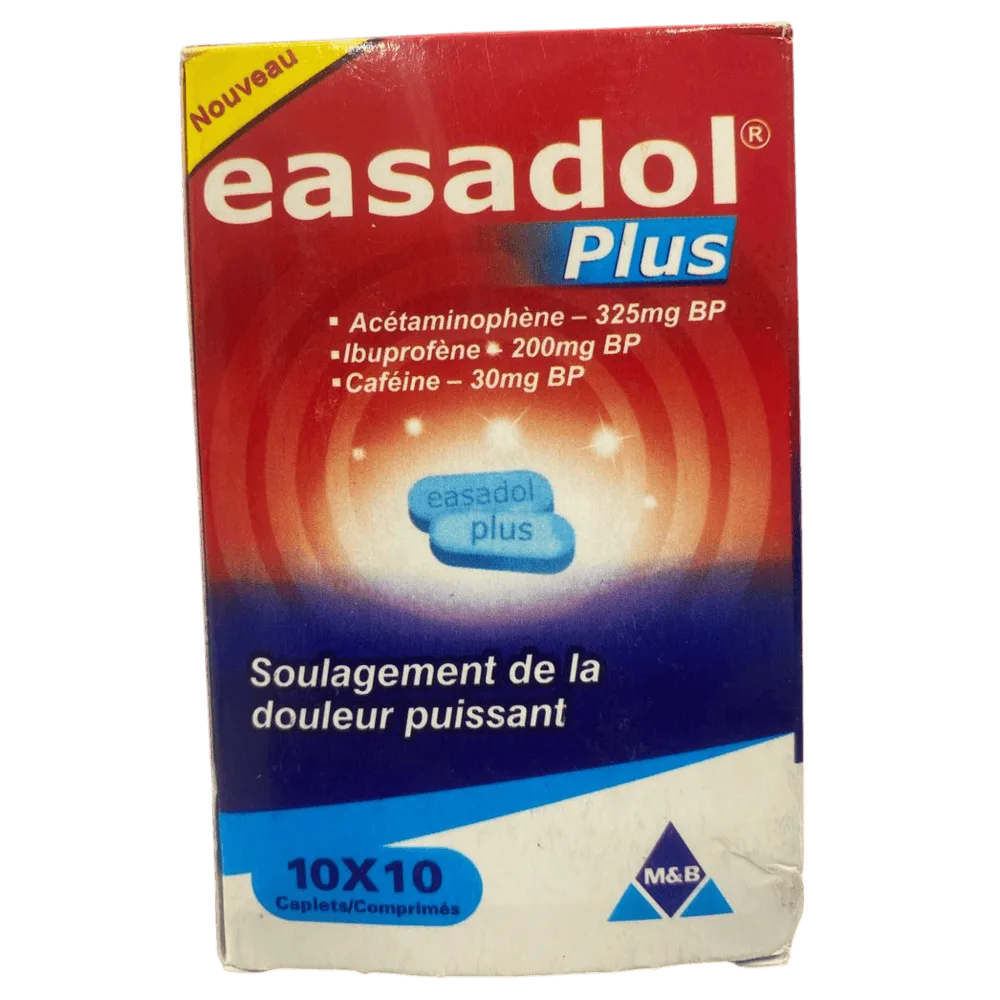 Nouveau
easadol®
Plus
▪ Acétaminophène – 325mg BP
▪ Ibuprofène – 200mg BP
▪ Caféine – 30mg BP
easadol
plus
Soulagement de la
douleur puissant
10X10
Caplets/Comprimés
M&B